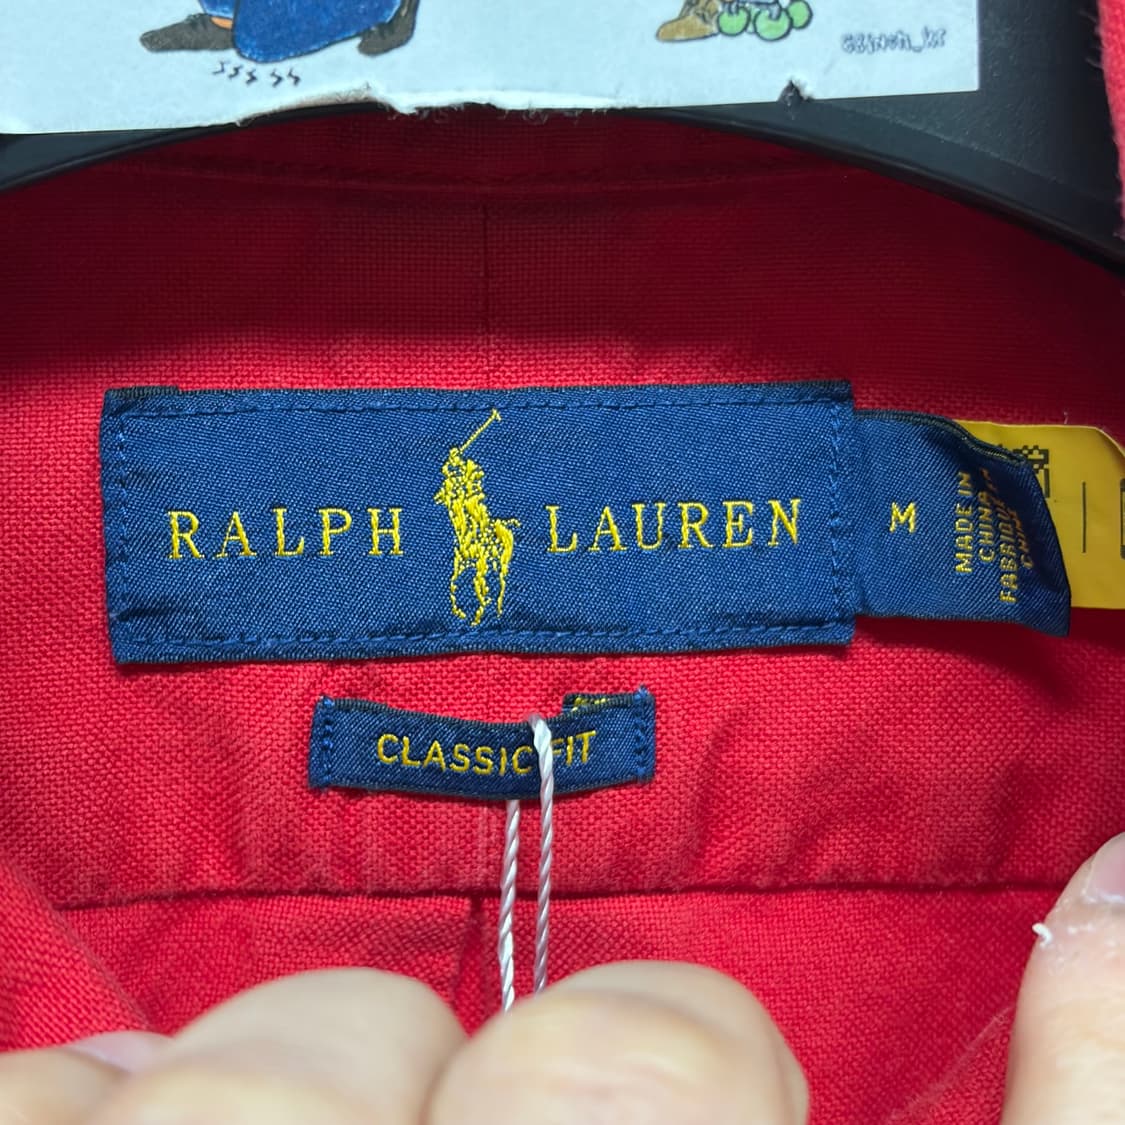 RALPH LAUREN
M
MADE IN
CHINA
CLASSIC FIT